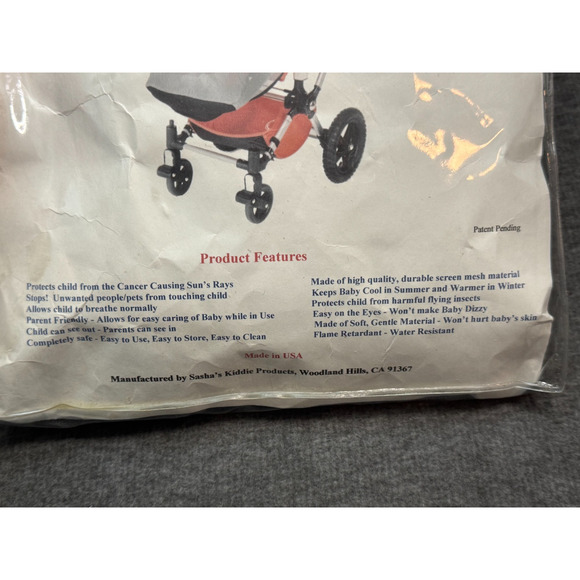 Patent Pending
Product Features
Protects child from the Cancer Causing Sun's Rays
Stops! Unwanted people/pets from touching child
Allows child to breathe normally
Parent Friendly - Allows for easy caring of Baby while in Use
Child can see out - Parents can see in
Completely safe - Easy to Use, Easy to Store, Easy to Clean
Made of high quality, durable screen mesh material
Keeps Baby Cool in Summer and Warmer in Winter
Protects child from harmful flying insects
Easy on the Eyes - Won't make Baby Dizzy
Made of Soft, Gentle Material - Won't hurt baby's skin
Flame Retardant - Water Resistant
Made in USA
Manufactured by Sasha's Kiddie Products, Woodland Hills, CA 91367